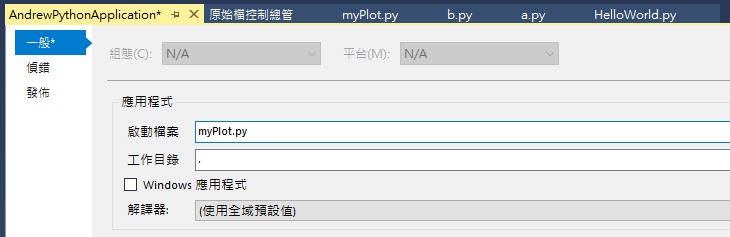 AndrewPythonApplication* 原始檔控制總管 myPlot.py b.py a.py HelloWorld.py
一般*
組態(C): N/A 平台(M): N/A
偵錯
發佈
應用程式
啟動檔案 myPlot.py
工作目錄 .
Windows 應用程式
解譯器: (使用全域預設值)